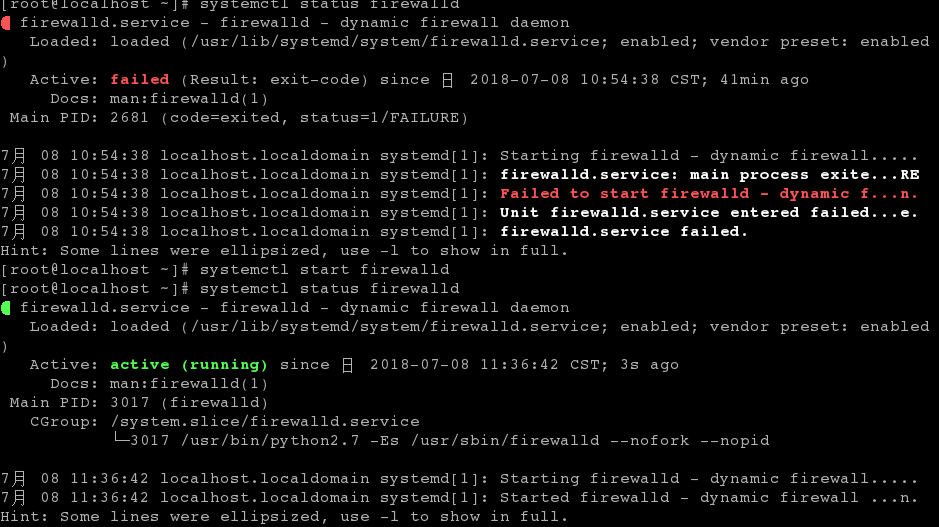 [root@localhost ~]# systemctl status firewalld
firewalld.service - firewalld - dynamic firewall daemon
Loaded: loaded (/usr/lib/systemd/system/firewalld.service; enabled; vendor preset: enabled
)
Active: failed (Result: exit-code) since 日 2018-07-08 10:54:38 CST; 41min ago
Docs: man:firewalld(1)
Main PID: 2681 (code=exited, status=1/FAILURE)
7月 08 10:54:38 localhost.localdomain systemd[1]: Starting firewalld - dynamic firewall.....
7月 08 10:54:38 localhost.localdomain systemd[1]: firewalld.service: main process exite...RE
7月 08 10:54:38 localhost.localdomain systemd[1]: Failed to start firewalld - dynamic f...n.
7月 08 10:54:38 localhost.localdomain systemd[1]: Unit firewalld.service entered failed...e.
7月 08 10:54:38 localhost.localdomain systemd[1]: firewalld.service failed.
Hint: Some lines were ellipsized, use -l to show in full.
[root@localhost ~]# systemctl start firewalld
[root@localhost ~]# systemctl status firewalld
firewalld.service - firewalld - dynamic firewall daemon
Loaded: loaded (/usr/lib/systemd/system/firewalld.service; enabled; vendor preset: enabled
)
Active: active (running) since 日 2018-07-08 11:36:42 CST; 3s ago
Docs: man:firewalld(1)
Main PID: 3017 (firewalld)
CGroup: /system.slice/firewalld.service
└─3017 /usr/bin/python2.7 -Es /usr/sbin/firewalld --nofork --nopid
7月 08 11:36:42 localhost.localdomain systemd[1]: Starting firewalld - dynamic firewall.....
7月 08 11:36:42 localhost.localdomain systemd[1]: Started firewalld - dynamic firewall ...n.
Hint: Some lines were ellipsized, use -l to show in full.